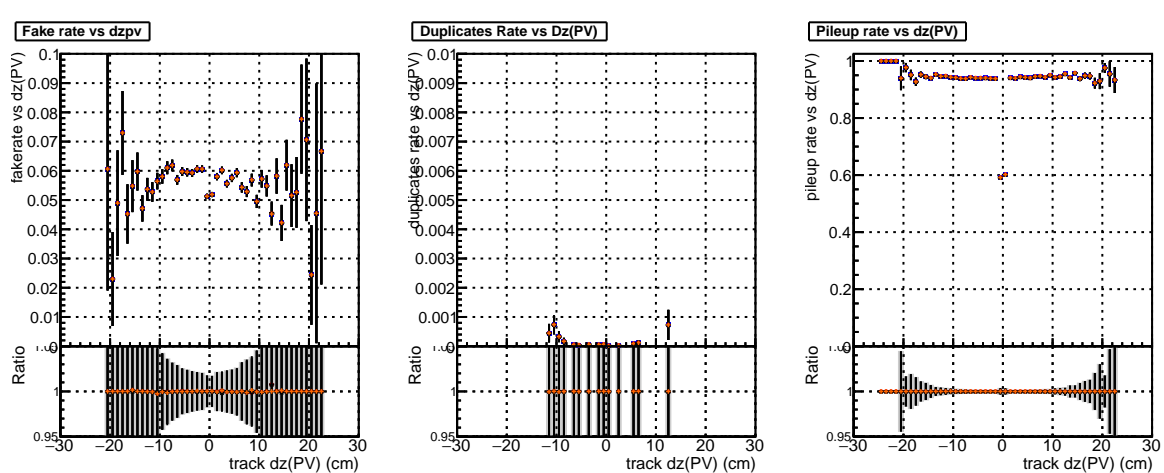 Fake rate vs dzpv
fakerate vs dz(PV)
0.1
0.09
0.08
0.07
0.06
0.05
0.04
0.03
0.02
0.01
Ratio
1
0.95
−30 −20 −10 0 10 20 30
track dz(PV) (cm)
Duplicates Rate vs Dz(PV)
duplicates rate vs dz(PV)
0.01
0.009
0.008
0.007
0.006
0.005
0.004
0.003
0.002
0.001
Ratio
1
0.95
−30 −20 −10 0 10 20 30
track dz(PV) (cm)
Pileup rate vs dz(PV)
pileup rate vs dz(PV)
1
0.8
0.6
0.4
0.2
Ratio
1
0.95
−30 −20 −10 0 10 20 30
track dz(PV) (cm)